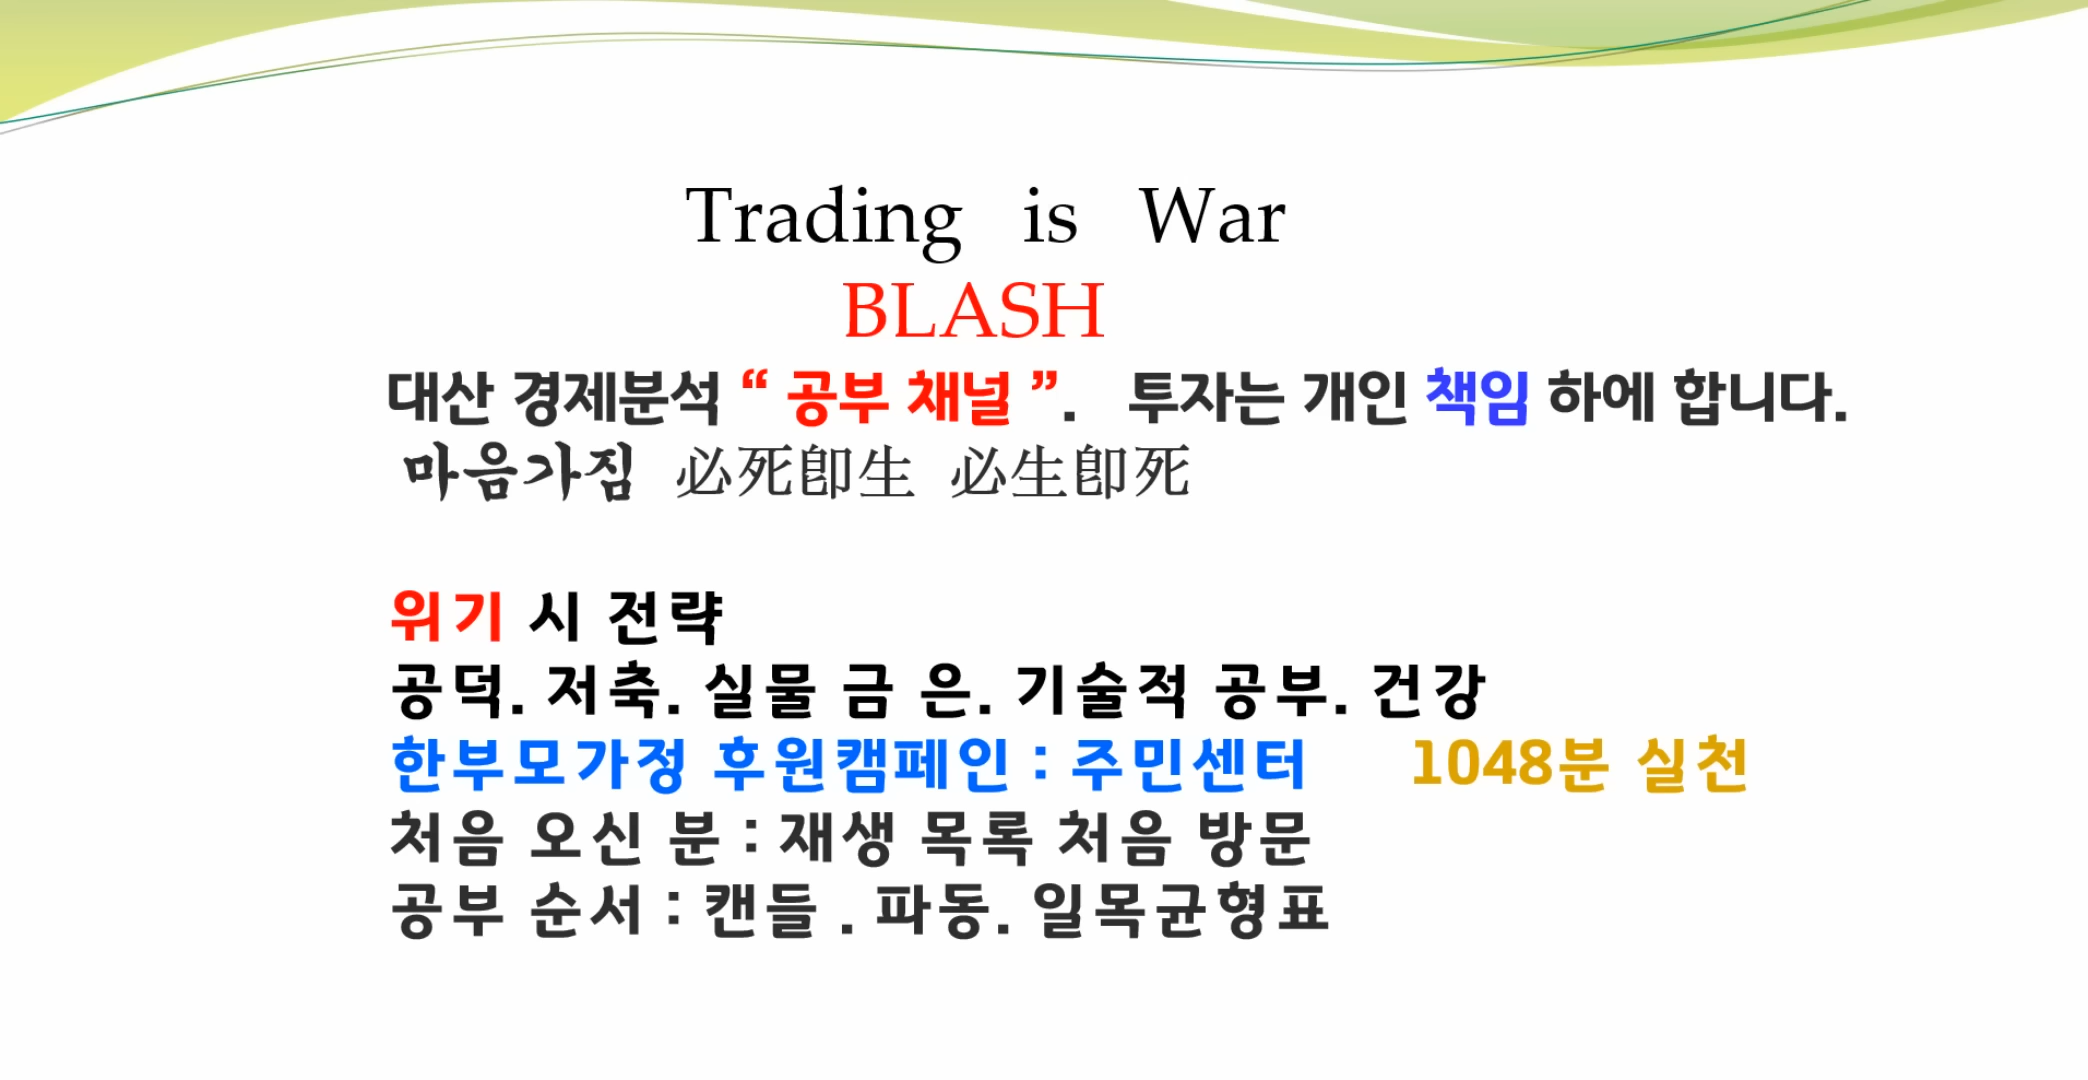 Trading is War
BLASH
대산 경제분석 “ 공부 채널 ”. 투자는 개인 책임 하에 합니다.
마음가짐 必死卽生 必生卽死
위기 시 전략
공덕. 저축. 실물 금 은. 기술적 공부. 건강
한부모가정 후원캠페인 : 주민센터 1048분 실천
처음 오신 분 : 재생 목록 처음 방문
공부 순서 : 캔들 . 파동. 일목균형표